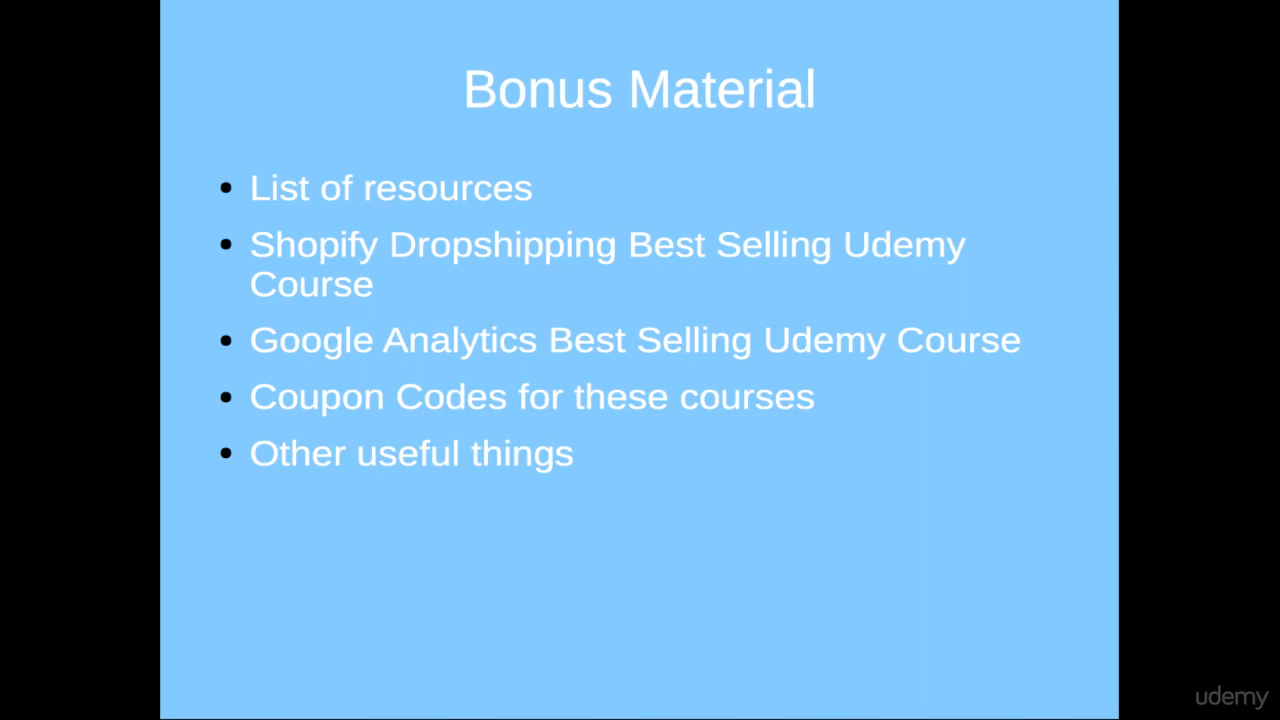 Bonus Material
List of resources
Shopify Dropshipping Best Selling Udemy
Course
Google Analytics Best Selling Udemy Course
Coupon Codes for these courses
Other useful things
udemy